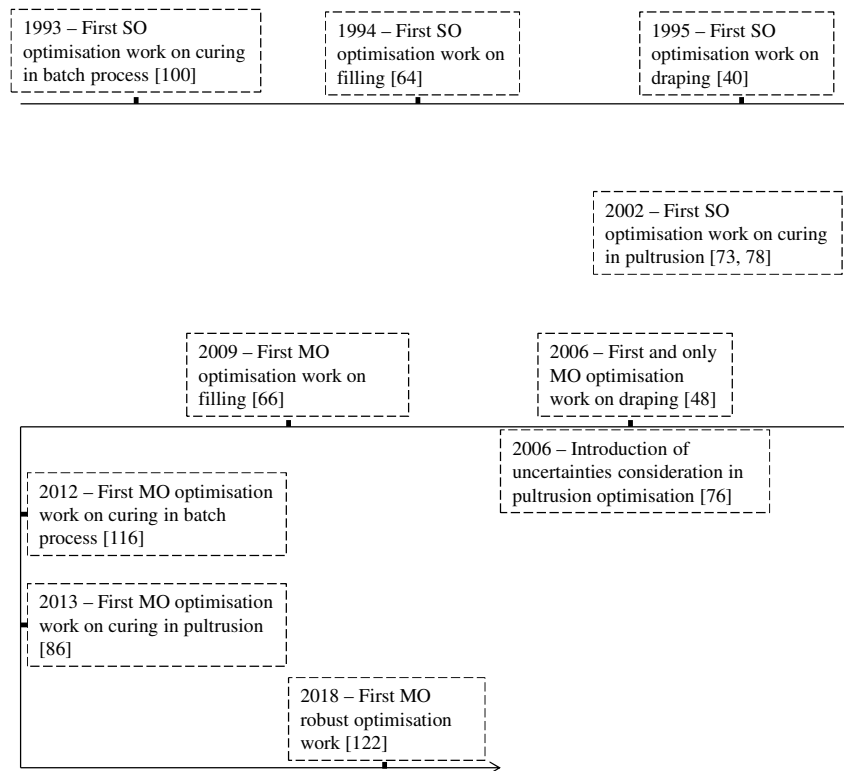 1993 – First SO
optimisation work on curing
in batch process [100]
1994 – First SO
optimisation work on
filling [64]
1995 – First SO
optimisation work on
draping [40]
2002 – First SO
optimisation work on curing
in pultrusion [73, 78]
2009 – First MO
optimisation work on
filling [66]
2006 – First and only
MO optimisation
work on draping [48]
2006 – Introduction of
uncertainties consideration in
pultrusion optimisation [76]
2012 – First MO optimisation
work on curing in batch
process [116]
2013 – First MO optimisation
work on curing in pultrusion
[86]
2018 – First MO
robust optimisation
work [122]